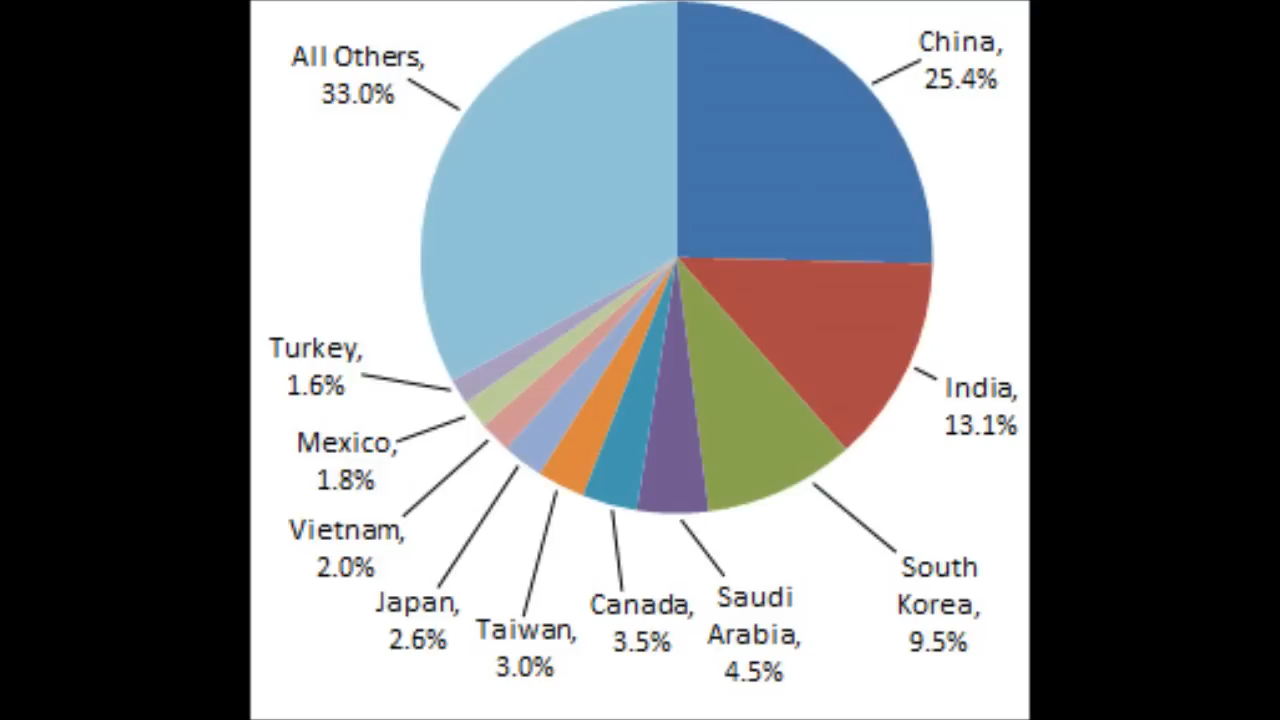 China,
25.4%
India,
13.1%
South
Korea,
9.5%
Saudi
Arabia,
4.5%
Canada,
3.5%
Taiwan,
3.0%
Japan,
2.6%
Vietnam,
2.0%
Mexico,
1.8%
Turkey,
1.6%
All Others,
33.0%